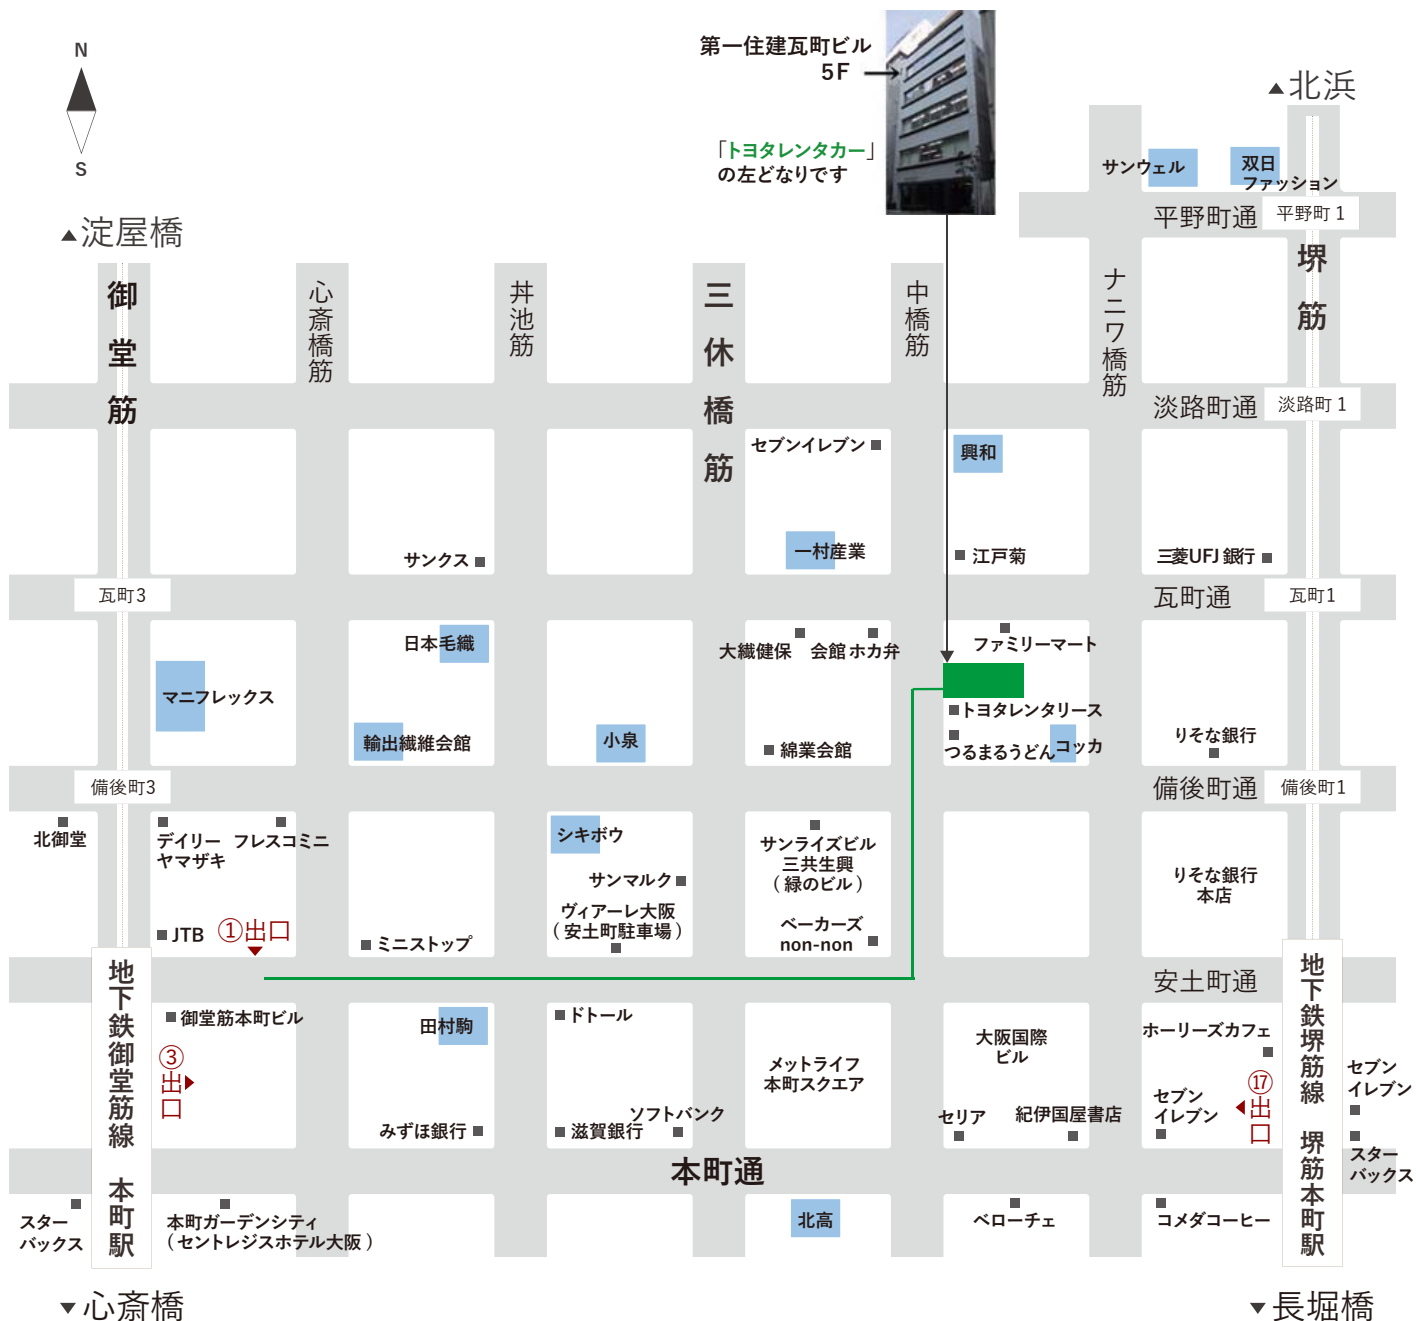 N
S
第一住建瓦町ビル
5F
「トヨタレンタカー」
の左どなりです
▲北浜
サンウェル
双日
ファッション
平野町通
平野町 1
▲淀屋橋
御堂筋
心斎橋筋
丼池筋
三休橋筋
中橋筋
ナニワ橋筋
堺筋
淡路町通
淡路町 1
セブンイレブン
興和
サンクス
一村産業
江戸菊
三菱UFJ 銀行
瓦町3
瓦町通
瓦町1
日本毛織
大繊健保
会館
ホカ弁
ファミリーマート
マニフレックス
輸出繊維会館
小泉
綿業会館
トヨタレンタリース
つるまるうどん
コッカ
りそな銀行
備後町3
備後町通
備後町1
北御堂
デイリー
ヤマザキ
フレスコミニ
シキボウ
サンマルク
ヴィアーレ大阪
( 安土町駐車場 )
サンライズビル
三共生興
( 緑のビル )
ベーカーズ
non-non
りそな銀行
本店
JTB
①出口
ミニストップ
安土町通
地下鉄御堂筋線 本町駅
御堂筋本町ビル
③出口
田村駒
ドトール
メットライフ
本町スクエア
大阪国際
ビル
ホーリーズカフェ
⑰出口
地下鉄堺筋線 堺筋本町駅
セブン
イレブン
セブン
イレブン
みずほ銀行
滋賀銀行
ソフトバンク
セリア
紀伊国屋書店
スター
バックス
本町通
スター
バックス
本町ガーデンシティ
( セントレジスホテル大阪 )
北高
ベローチェ
コメダコーヒー
▼心斎橋
▼長堀橋